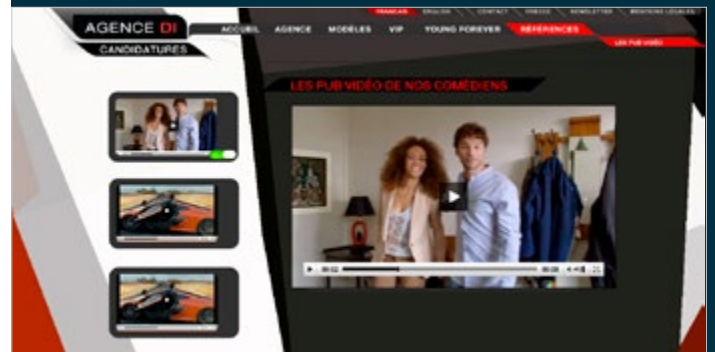 FRANCAIS ENGLISH CONTACT PRESSE NEWSLETTER MENTIONS LÉGALES
AGENCE DI
ACCUEIL AGENCE MODÈLES VIP YOUNG FOREVER RÉFÉRENCES
CANDIDATURES
LES PUB VIDÉO
LES PUB VIDÉO DE NOS COMÉDIENS